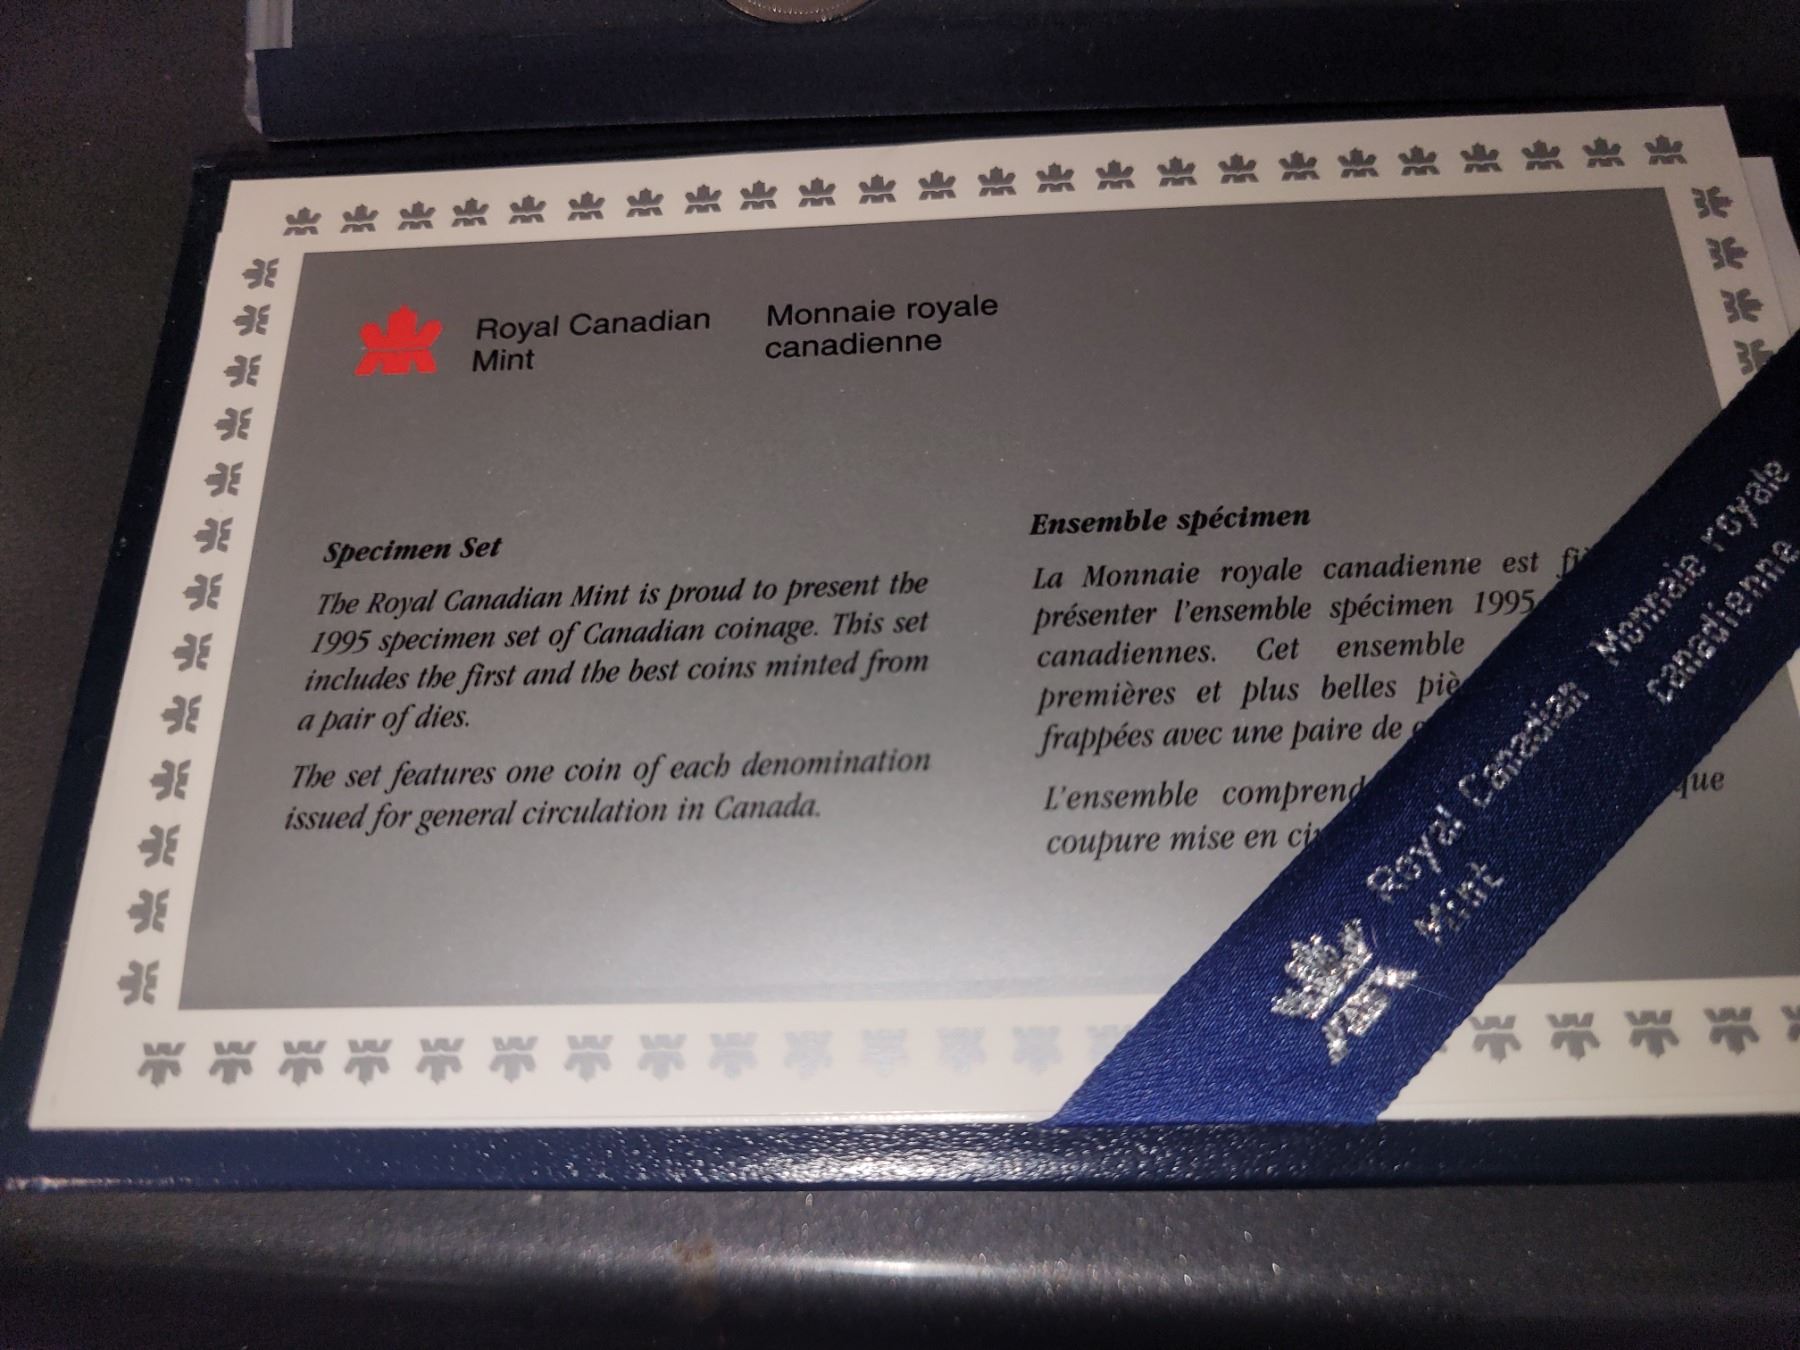 Royal Canadian
Mint
Monnaie royale
canadienne
Specimen Set
The Royal Canadian Mint is proud to present the
1995 specimen set of Canadian coinage. This set
includes the first and the best coins minted from
a pair of dies.
The set features one coin of each denomination
issued for general circulation in Canada.
Ensemble spécimen
La Monnaie royale canadienne est
présenter l'ensemble spécimen 1995
canadiennes. Cet ensemble
premières et plus belles
frappées avec une paire de
L'ensemble
coupure mise en
Royal Canadian
Mint
Monnaie royale
canadienne